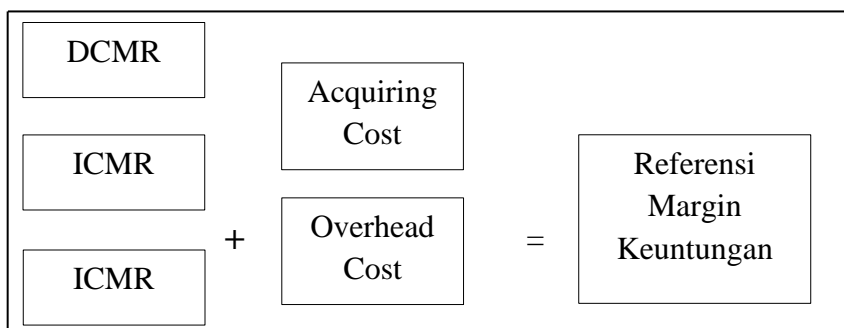 DCMR
ICMR
ICMR
+
Acquiring
Cost
Overhead
Cost
=
Referensi
Margin
Keuntungan